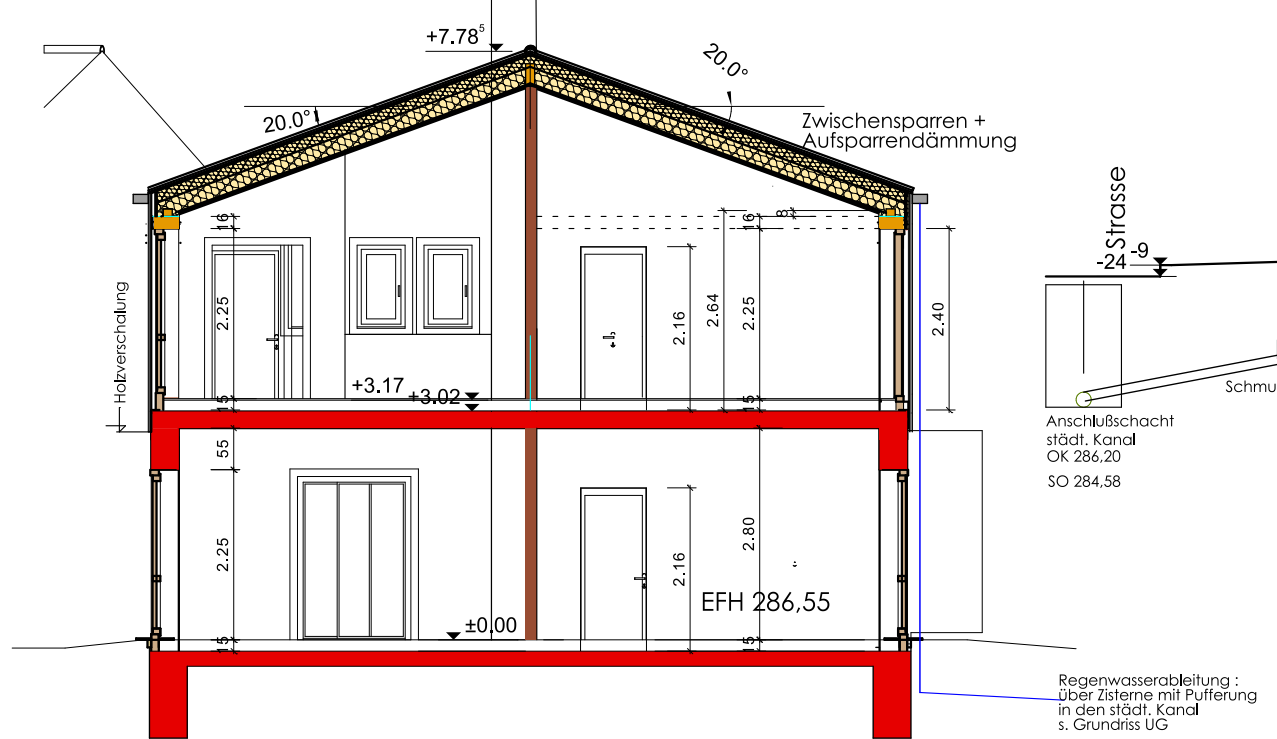 +7.78⁵
20.0°
20.0°
Zwischensparren +
Aufsparrendämmung
Strasse
-24
-9
16
16
8
Holzverschalung
2.25
2.16
2.64
2.25
2.40
+3.17
+3.02
15
15
Schmu
Anschlußschacht
städt. Kanal
OK 286,20
SO 284,58
55
2.25
2.16
2.80
EFH 286,55
±0.00
15
15
Regenwasserableitung :
über Zisterne mit Pufferung
in den städt. Kanal
s. Grundriss UG